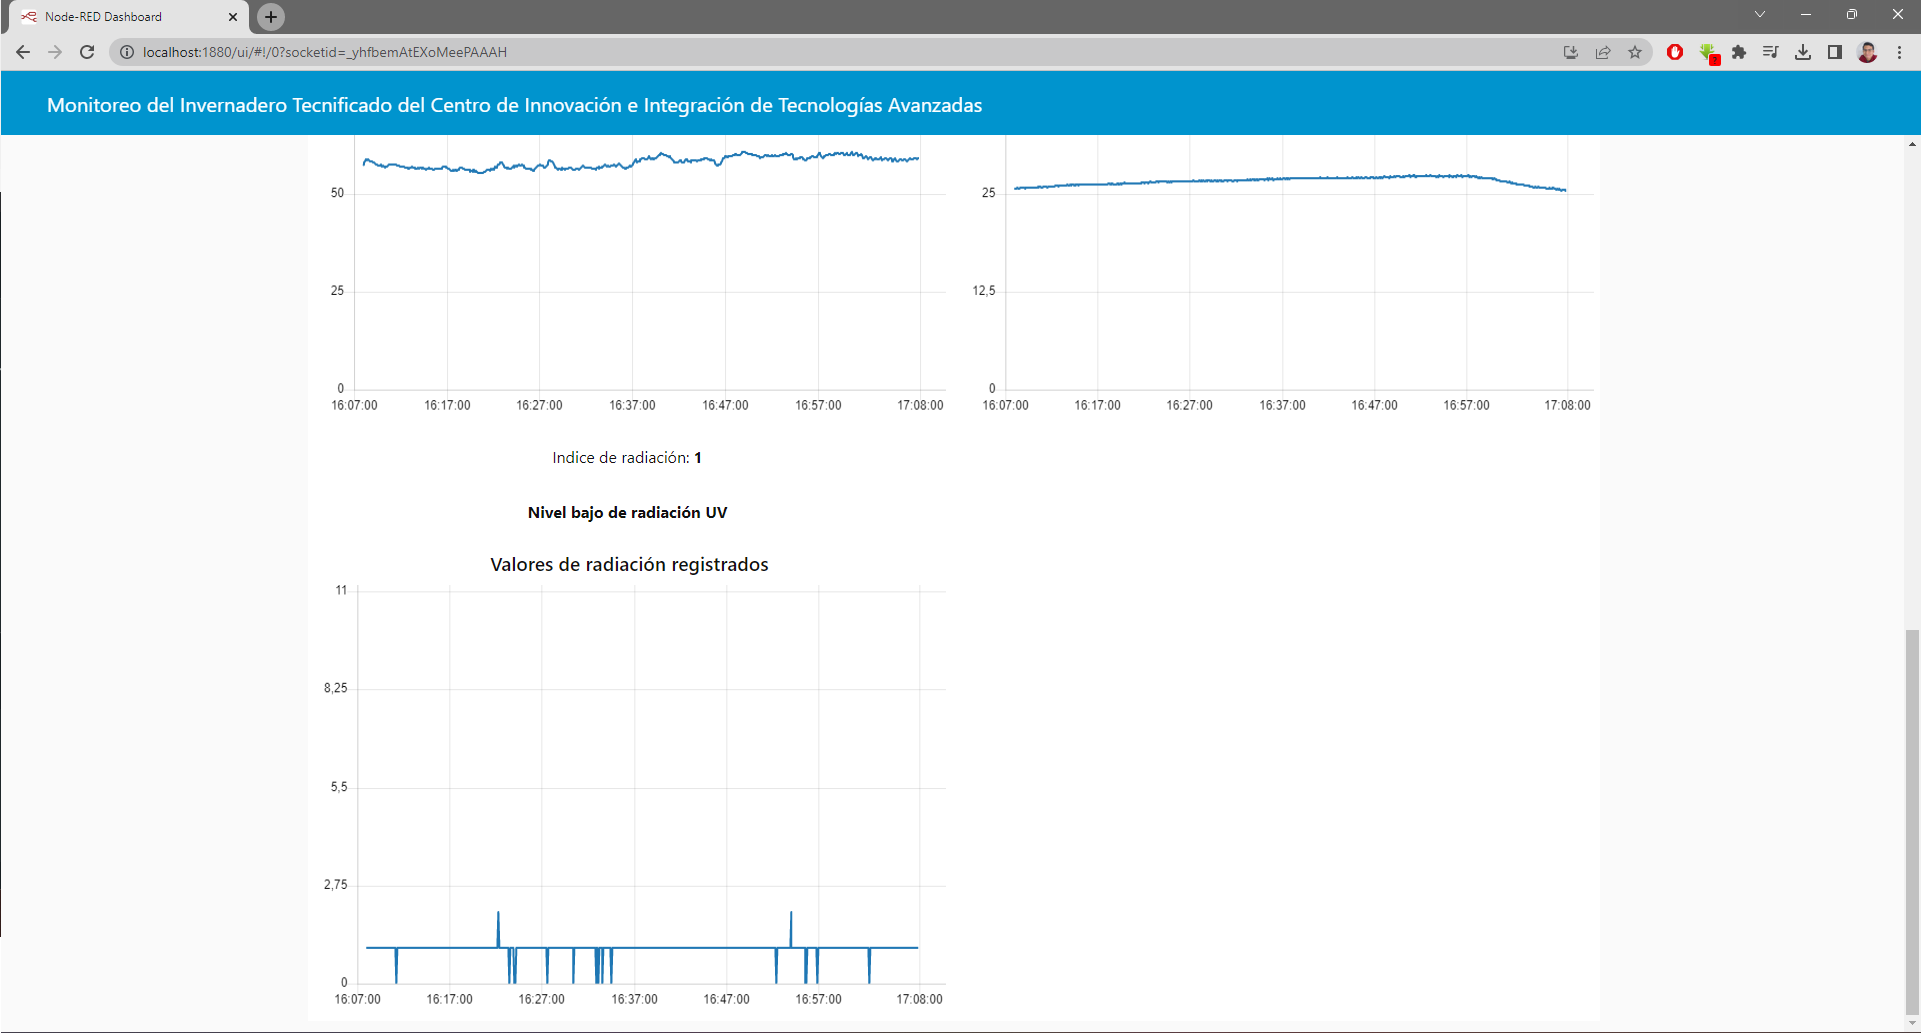 Node-RED Dashboard
localhost:1880/ui/#!/0?socketid=_yhfbemAtEXoMeePAAAH
Monitoreo del Invernadero Tecnificado del Centro de Innovación e Integración de Tecnologías Avanzadas
50
25
0
16:07:00 16:17:00 16:27:00 16:37:00 16:47:00 16:57:00 17:08:00
25
12,5
0
16:07:00 16:17:00 16:27:00 16:37:00 16:47:00 16:57:00 17:08:00
Indice de radiación: 1
Nivel bajo de radiación UV
Valores de radiación registrados
11
8,25
5,5
2,75
0
16:07:00 16:17:00 16:27:00 16:37:00 16:47:00 16:57:00 17:08:00